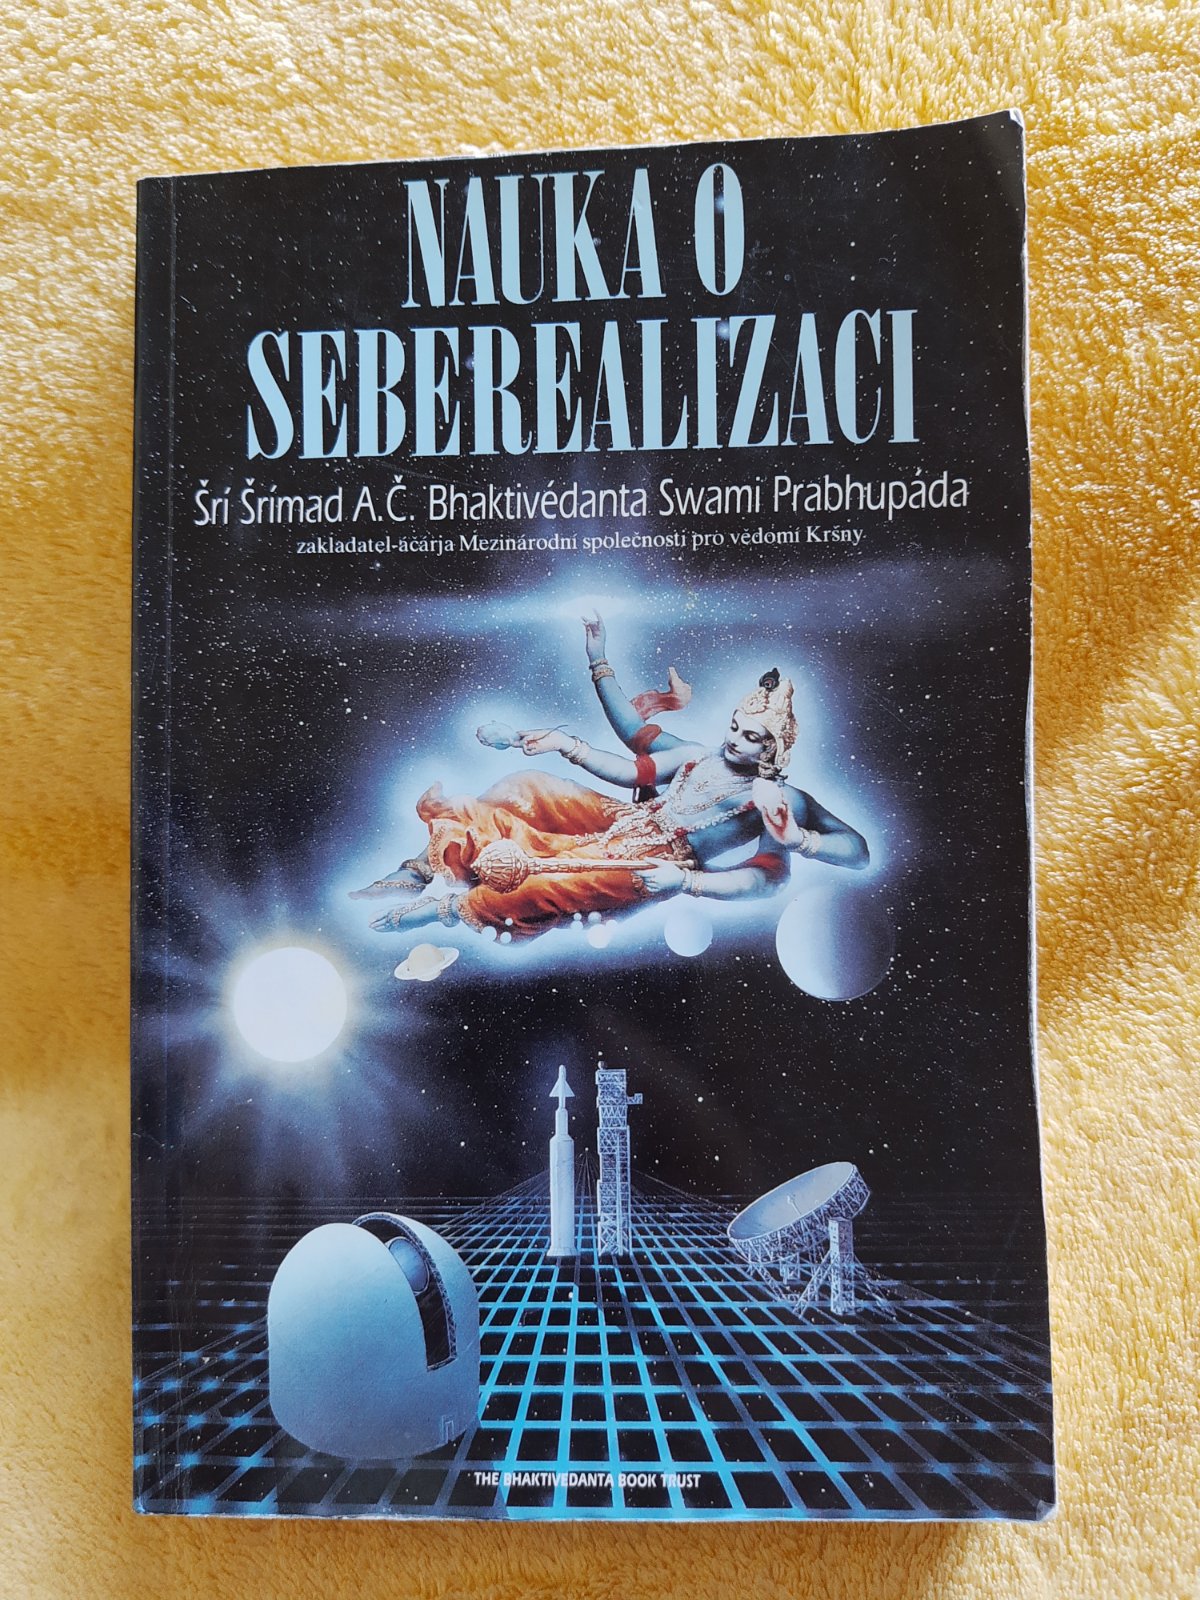 NAUKA O
SEBEREALIZACI
Šrí Šrímad A.Č. Bhaktivédanta Swami Prabhupáda
zakladatel-áčárja Mezinárodní společnosti pro vědomí Kršny
THE BHAKTIVEDANTA BOOK TRUST